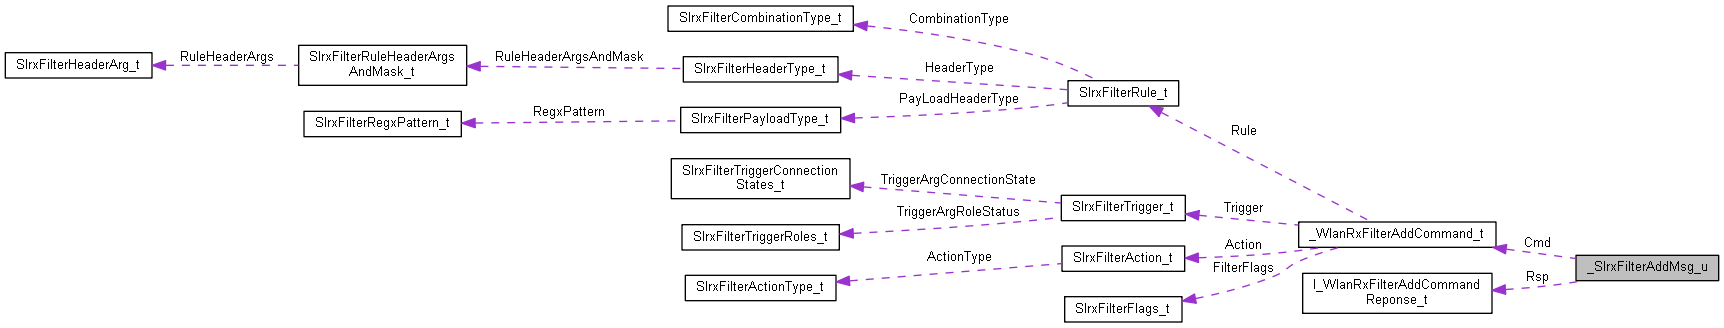 SlrxFilterCombinationType_t
CombinationType
SlrxFilterHeaderArg_t
RuleHeaderArgs
SlrxFilterRuleHeaderArgs
AndMask_t
RuleHeaderArgsAndMask
SlrxFilterHeaderType_t
HeaderType
SlrxFilterRule_t
PayLoadHeaderType
SlrxFilterRegxPattern_t
RegxPattern
SlrxFilterPayloadType_t
Rule
SlrxFilterTriggerConnection
States_t
TriggerArgConnectionState
SlrxFilterTrigger_t
Trigger
TriggerArgRoleStatus
SlrxFilterTriggerRoles_t
_WlanRxFilterAddCommand_t
Cmd
_SlrxFilterAddMsg_u
ActionType
SlrxFilterAction_t
Action
FilterFlags
SlrxFilterActionType_t
SlrxFilterFlags_t
l_WlanRxFilterAddCommand
Reponse_t
Rsp